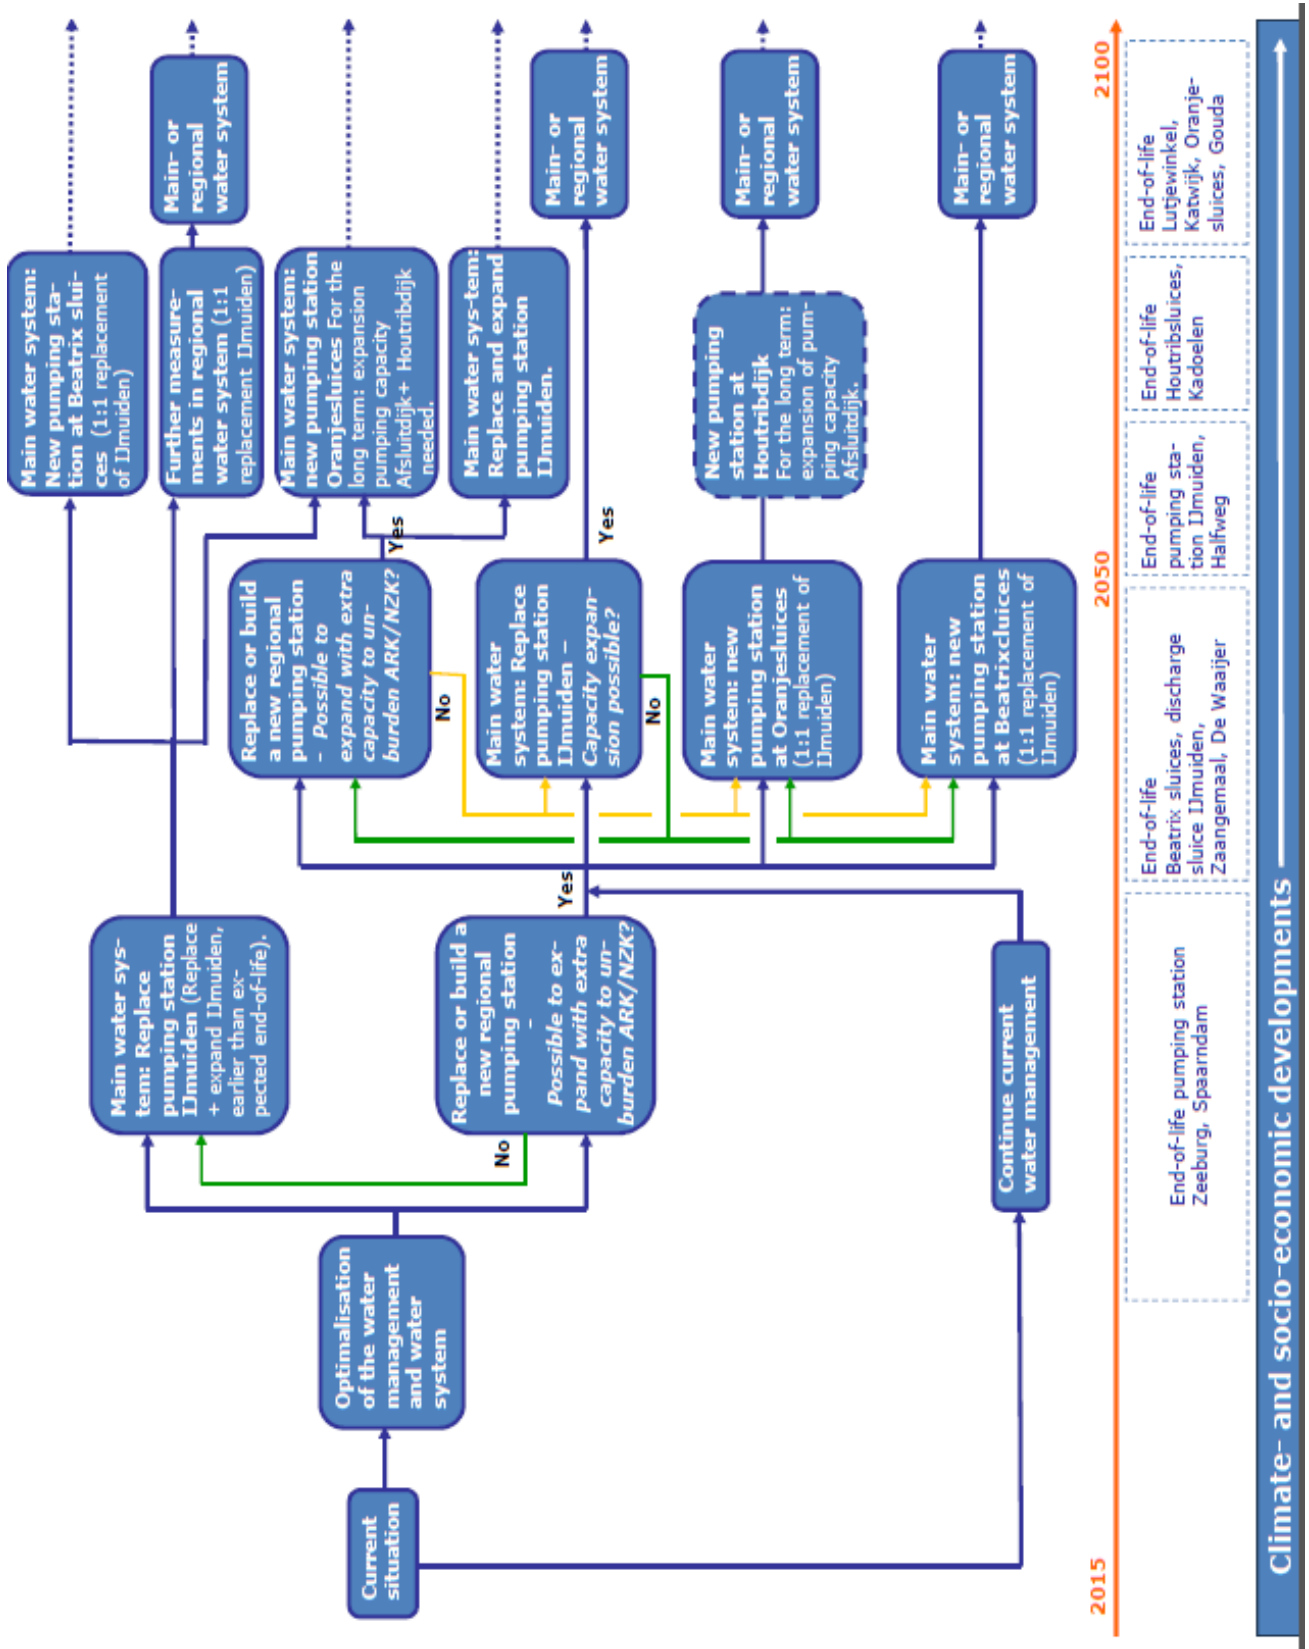 Current
situation
Optimalisation
of the water
management
and water
system
Main water sys-
tem: Replace
pumping station
IJmuiden (Replace
+ expand IJmuiden,
earlier than ex-
pected end-of-life).
Replace or build a
new regional
pumping station
–
Possible to ex-
pand with extra
capacity to un-
burden ARK/NZK?
No
Yes
Continue current
water management
Replace or build
a new regional
pumping station
- Possible to
expand with extra
capacity to un-
burden ARK/NZK?
No
Yes
Main water
system: Replace
pumping station
IJmuiden –
Capacity expan-
sion possible?
No
Yes
Main water
system: new
pumping station
at Oranjesluices
(1:1 replacement of
IJmuiden)
Main water
system: new
pumping station
at Beatrixcluices
(1:1 replacement of
IJmuiden)
Main water system:
New pumping sta-
tion at Beatrix slui-
ces (1:1 replacement
of IJmuiden)
Further measure-
ments in regional
water system (1:1
replacement IJmuiden)
Main water system:
new pumping station
Oranjesluices For the
long term: expansion
pumping capacity
Afsluitdijk+ Houtribdijk
needed.
Main water sys-tem:
Replace and expand
pumping station
IJmuiden.
New pumping
station at
Houtribdijk
For the long term:
expansion of pum-
ping capacity
Afsluitdijk.
Main- or
regional
water system
Main- or
regional
water system
Main- or
regional
water system
Main- or
regional
water system
2015
2050
2100
End-of-life pumping station
Zeeburg, Spaarndam
End-of-life
Beatrix sluices, discharge
sluice IJmuiden,
Zaangemaal, De Waaijer
End-of-life
pumping sta-
tion IJmuiden,
Halfweg
End-of-life
Houtribsluices,
Kadoelen
End-of-life
Lutjewinkel,
Katwijk, Oranje-
sluices, Gouda
Climate- and socio-economic developments